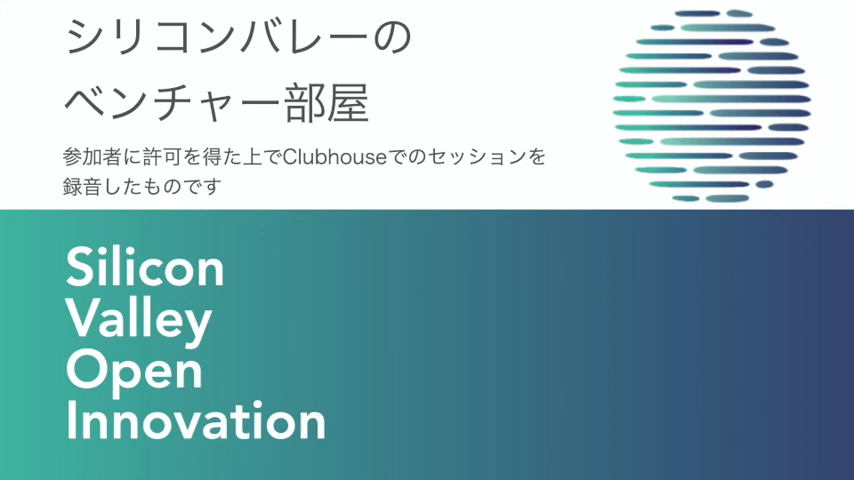 シリコンバレーの
ベンチャー部屋
参加者に許可を得た上でClubhouseでのセッションを
録音したものです
Silicon
Valley
Open
Innovation